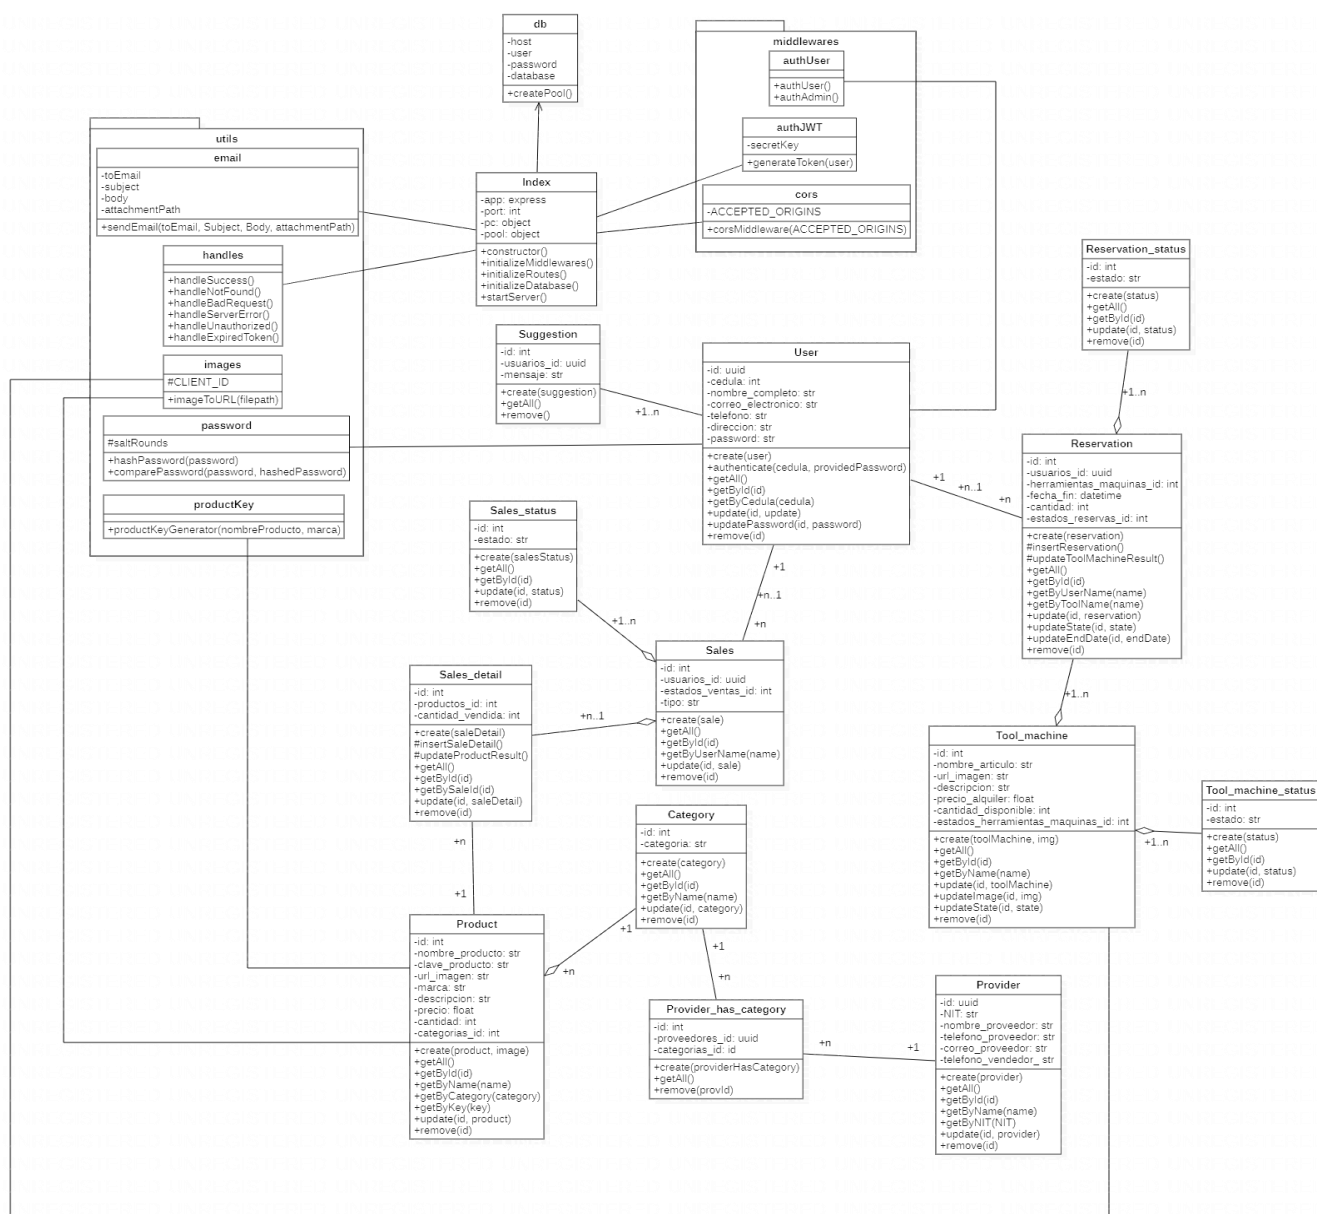 db
-host
-user
-password
-database
+createPool()
middlewares
authUser
+authUser()
+authAdmin()
authJWT
-secretKey
+generateToken(user)
cors
-ACCEPTED_ORIGINS
+corsMiddleware(ACCEPTED_ORIGINS)
utils
email
-toEmail
-subject
-body
-attachmentPath
+sendEmail(toEmail, Subject, Body, attachmentPath)
handles
+handleSuccess()
+handleNotFound()
+handleBadRequest()
+handleServerError()
+handleUnauthorized()
+handleExpiredToken()
images
#CLIENT_ID
+imageToURL(filepath)
password
#saltRounds
+hashPassword(password)
+comparePassword(password, hashedPassword)
productKey
+productKeyGenerator(nombreProducto, marca)
Index
-app: express
-port: int
-pc: object
-pool: object
+constructor()
+initializeMiddlewares()
+initializeRoutes()
+initializeDatabase()
+startServer()
Suggestion
-id: int
-usuarios_id: uuid
-mensaje: str
+create(suggestion)
+getAll()
+remove()
+1..n
User
-id: uuid
-cedula: int
-nombre_completo: str
-correo_electronico: str
-telefono: str
-direccion: str
-password: str
+create(user)
+authenticate(cedula, providedPassword)
+getAll()
+getById(id)
+getByCedula(cedula)
+update(id, update)
+updatePassword(id, password)
+remove(id)
+1
+n..1
+n
Reservation_status
-id: int
-estado: str
+create(status)
+getAll()
+getById(id)
+update(id, status)
+remove(id)
+1..n
Reservation
-id: int
-usuarios_id: uuid
-herramientas_maquinas_id: int
-fecha_fin: datetime
-cantidad: int
-estados_reservas_id: int
+create(reservation)
#insertReservation()
#updateToolMachineResult()
+getAll()
+getById(id)
+getByUserName(name)
+getByToolName(name)
+update(id, reservation)
+updateState(id, state)
+updateEndDate(id, endDate)
+remove(id)
+1..n
Sales_status
-id: int
-estado: str
+create(salesStatus)
+getAll()
+getById(id)
+update(id, status)
+remove(id)
+1..n
+1
+n..1
+n
Sales
-id: int
-usuarios_id: uuid
-estados_ventas_id: int
-tipo: str
+create(sale)
+getAll()
+getById(id)
+getByUserName(name)
+update(id, sale)
+remove(id)
Sales_detail
-id: int
-productos_id: int
-cantidad_vendida: int
+create(saleDetail)
#insertSaleDetail()
#updateProductResult()
+getAll()
+getById(id)
+getBySaleId(id)
+update(id, saleDetail)
+remove(id)
+n..1
+n
+1
Tool_machine
-id: int
-nombre_articulo: str
-url_imagen: str
-descripcion: str
-precio_alquiler: float
-cantidad_disponible: int
-estados_herramientas_maquinas_id: int
+create(toolMachine, img)
+getAll()
+getById(id)
+getByName(name)
+update(id, toolMachine)
+updateImage(id, img)
+updateState(id, state)
+remove(id)
+1..n
Tool_machine_status
-id: int
-estado: str
+create(status)
+getAll()
+getById(id)
+update(id, status)
+remove(id)
Category
-id: int
-categoria: str
+create(category)
+getAll()
+getById(id)
+getByName(name)
+update(id, category)
+remove(id)
+1
+n
+1
+n
Product
-id: int
-nombre_producto: str
-clave_producto: str
-url_imagen: str
-marca: str
-descripcion: str
-precio: float
-cantidad: int
-categorias_id: int
+create(product, image)
+getAll()
+getById(id)
+getByName(name)
+getByCategory(category)
+getByKey(key)
+update(id, product)
+remove(id)
Provider_has_category
-id: int
-proveedores_id: uuid
-categorias_id: id
+create(providerHasCategory)
+getAll()
+remove(provId)
+n
+1
Provider
-id: uuid
-NIT: str
-nombre_proveedor: str
-telefono_proveedor: str
-correo_proveedor: str
-telefono_vendedor_ str
+create(provider)
+getAll()
+getById(id)
+getByName(name)
+getByNIT(NIT)
+update(id, provider)
+remove(id)